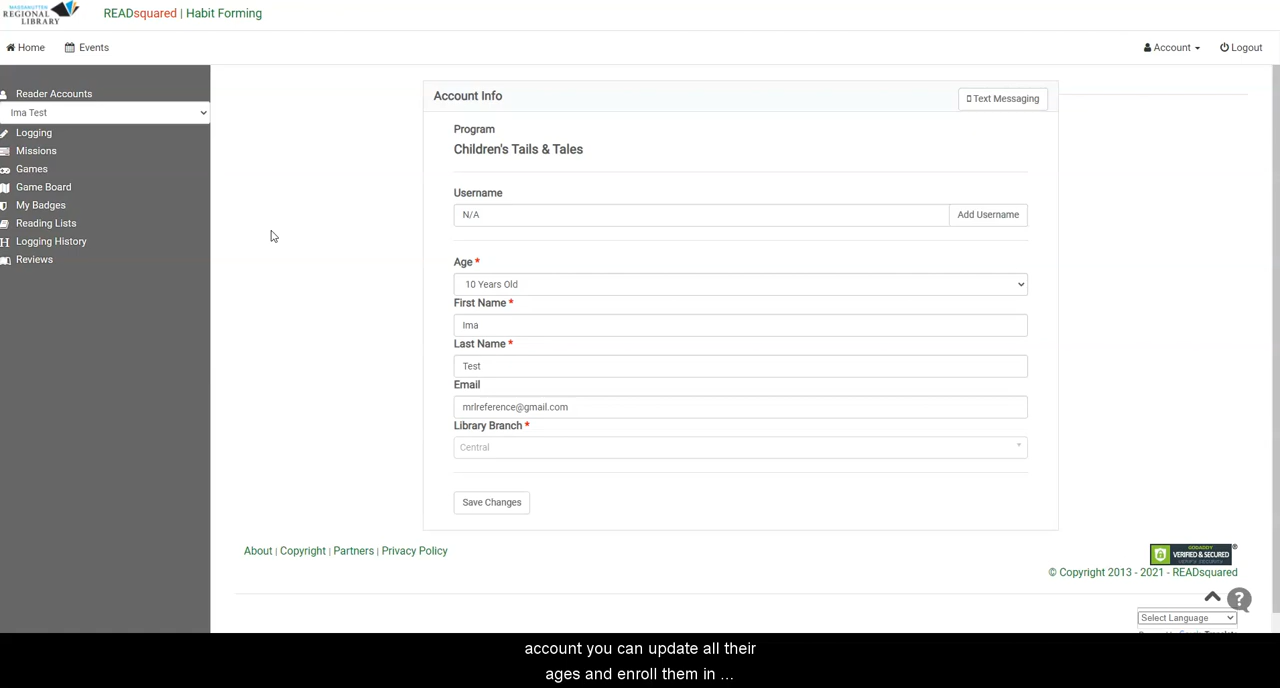 MASSANUTTEN
REGIONAL
LIBRARY
READsquared | Habit Forming
Home Events Account Logout
Reader Accounts
Ima Test
Logging
Missions
Games
Game Board
My Badges
Reading Lists
Logging History
Reviews
Account Info Text Messaging
Program
Children's Tails & Tales
Username
N/A Add Username
Age *
10 Years Old
First Name *
Ima
Last Name *
Test
Email
mrlreference@gmail.com
Library Branch *
Central
Save Changes
About | Copyright | Partners | Privacy Policy
GODADDY
VERIFIED & SECURED
© Copyright 2013 - 2021 - READsquared
Select Language
account you can update all their
ages and enroll them in ...